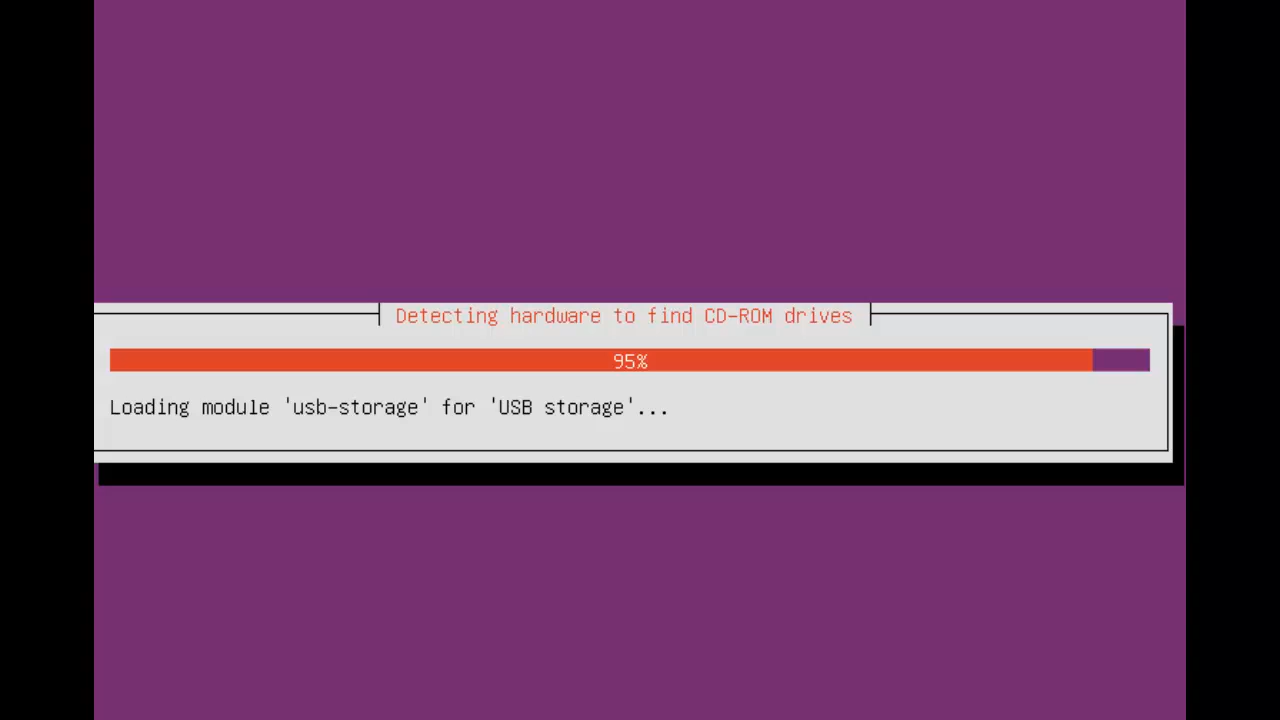 Detecting hardware to find CD-ROM drives
95%
Loading module 'usb-storage' for 'USB storage'...